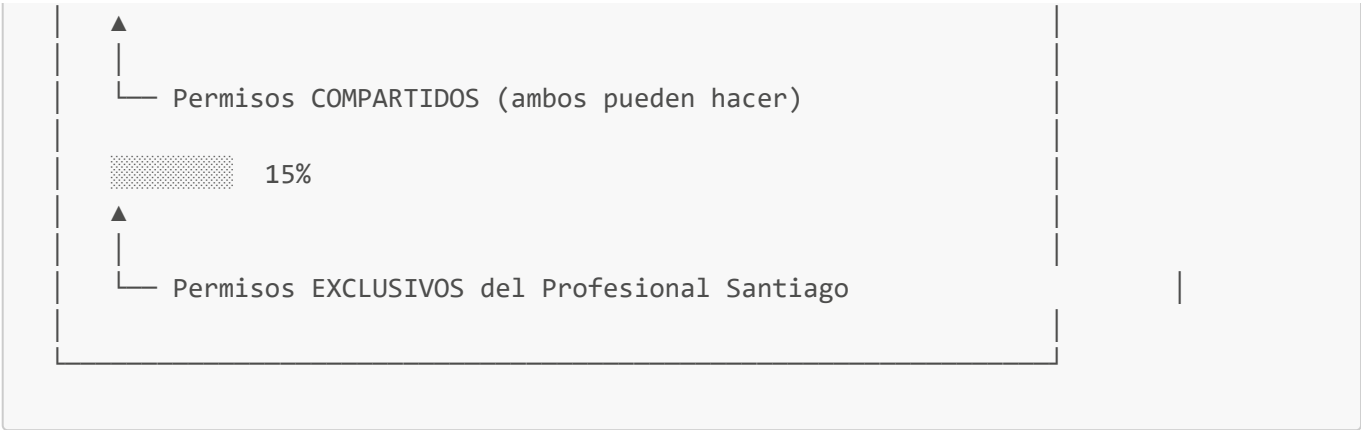 ▲
└── Permisos COMPARTIDOS (ambos pueden hacer)
░░░░░░░░ 15%
▲
└── Permisos EXCLUSIVOS del Profesional Santiago